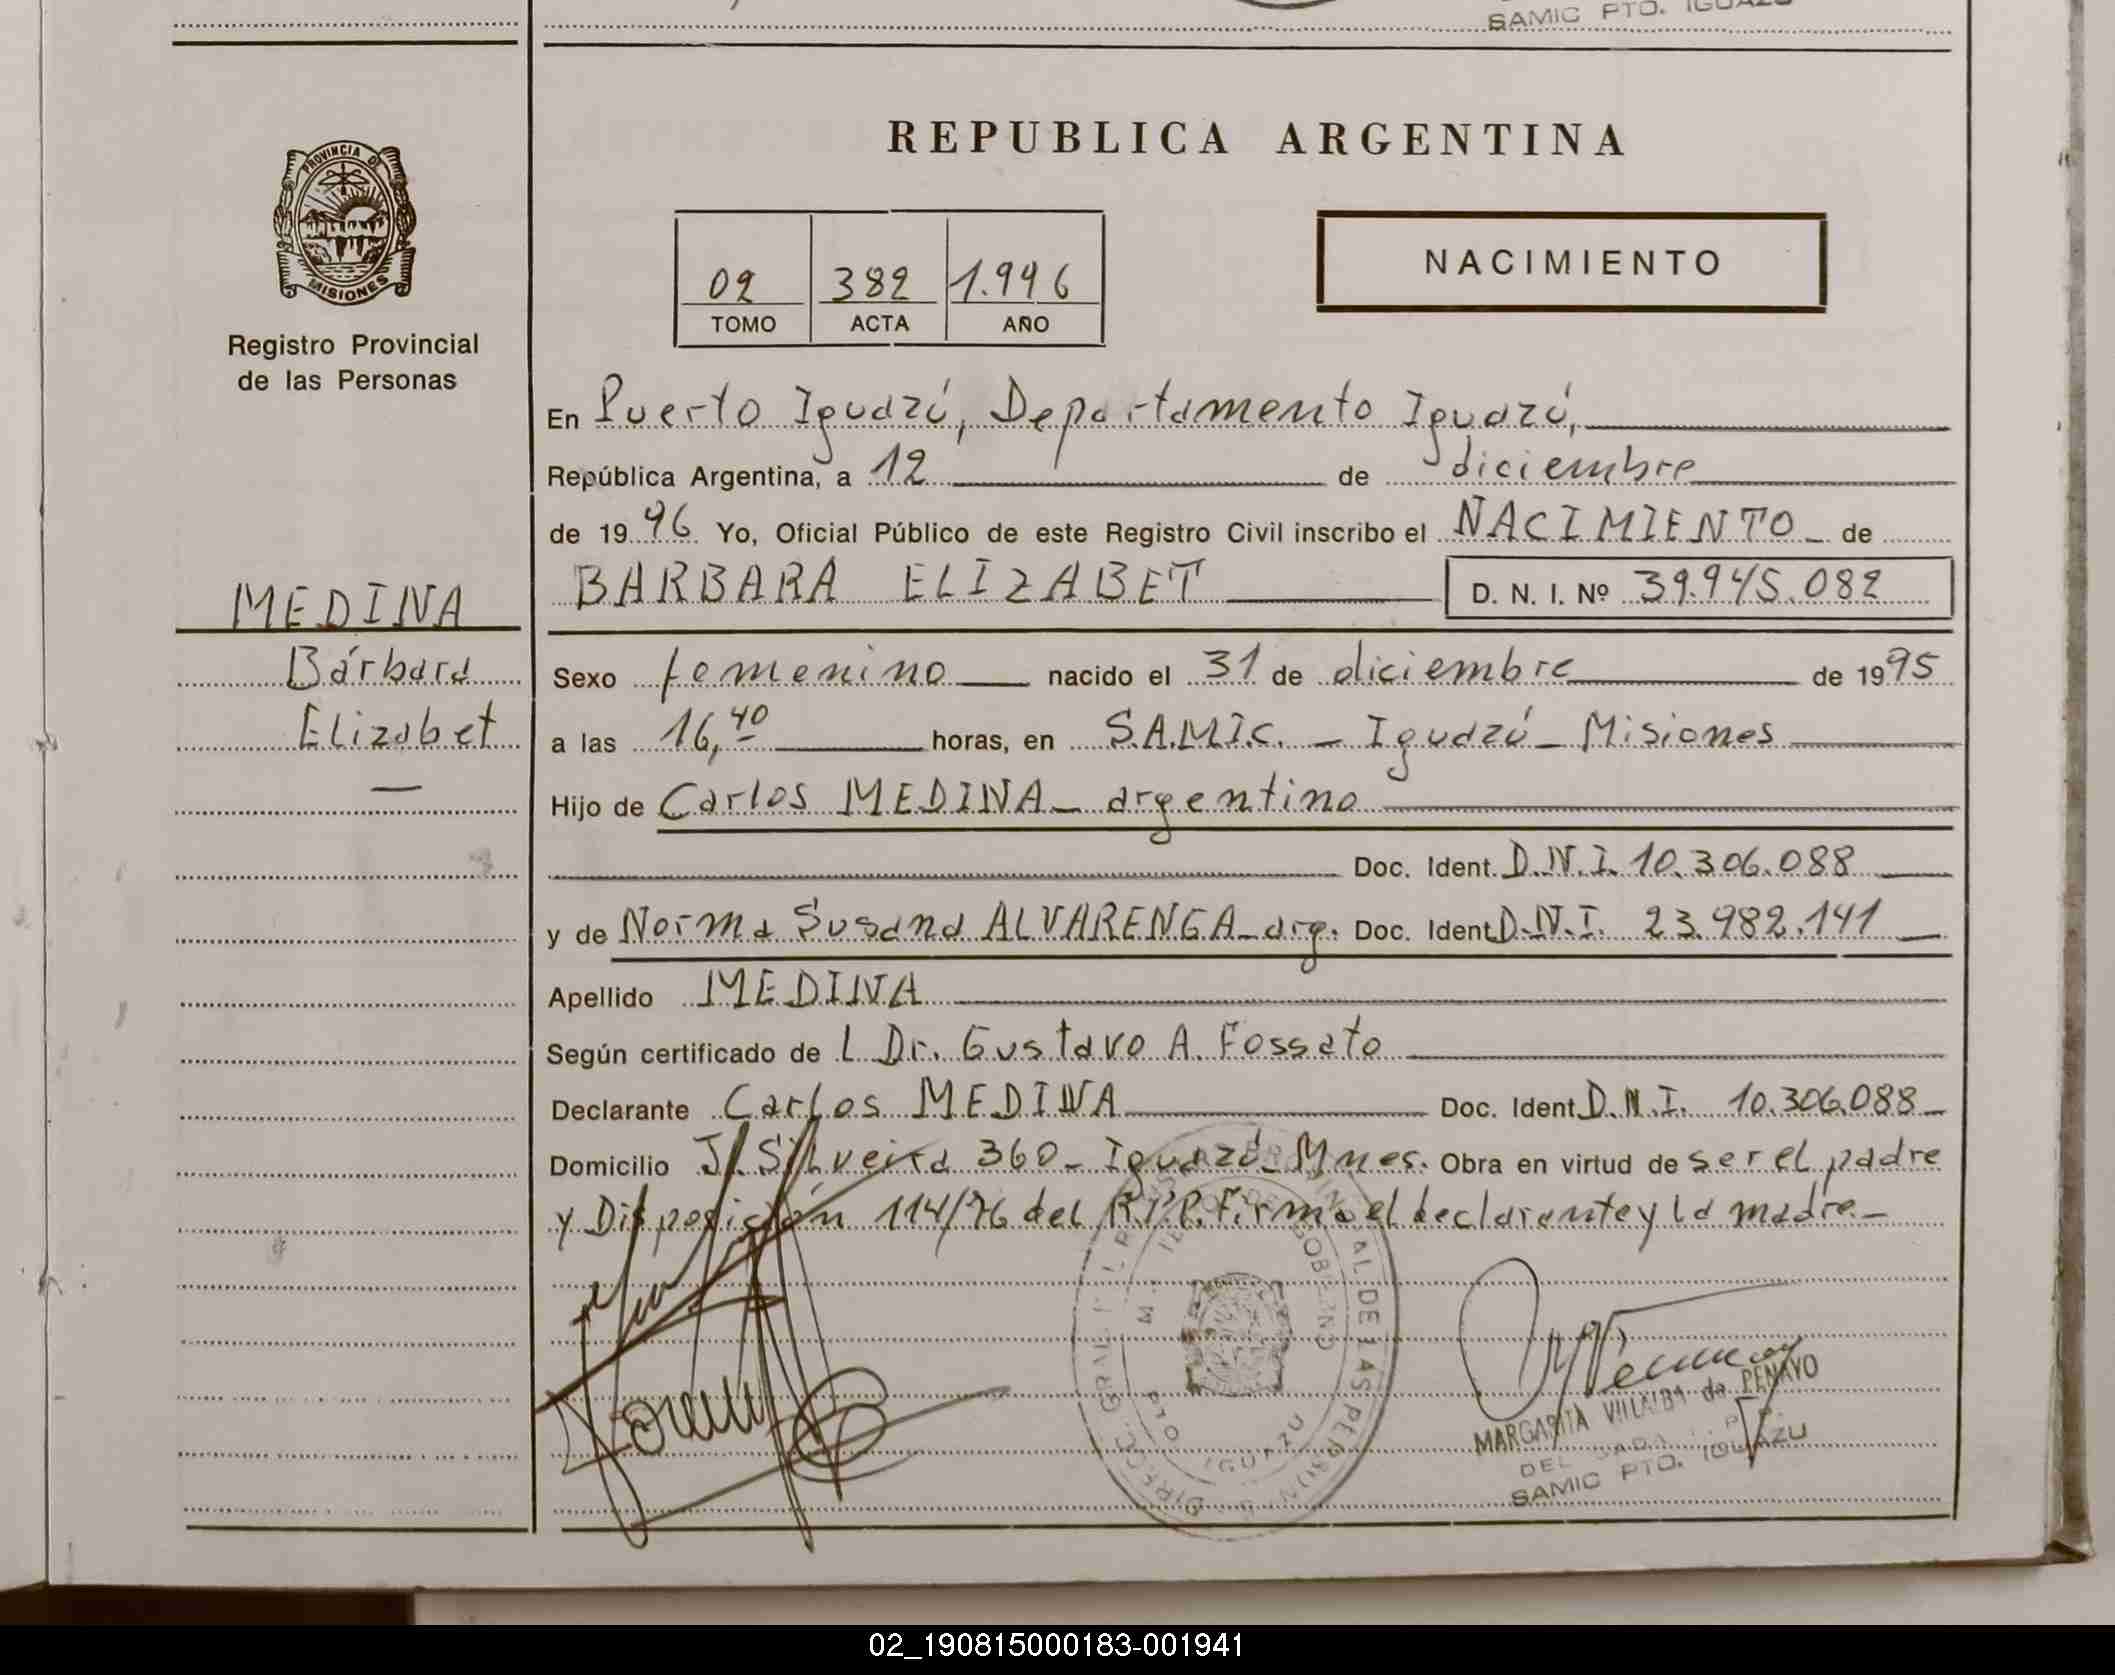 SAMIC PTO. IGUAZU
PROVINCIA DE
MISIONES
Registro Provincial
de las Personas
MEDINA
Bárbara
Elizabet
REPUBLICA ARGENTINA
02 382 1.996
TOMO ACTA AÑO
NACIMIENTO
En Puerto Iguazú, Departamento Iguazú,
República Argentina, a 12 de diciembre
de 1996 Yo, Oficial Público de este Registro Civil inscribo el NACIMIENTO de
BARBARA ELIZABET D. N. I. Nº 39.945.082
Sexo femenino nacido el 31 de diciembre de 1995
a las 16,40 horas, en S.A.M.I.C. - Iguazú - Misiones
Hijo de Carlos MEDINA - argentino
Doc. Ident. D.N.I. 10.306.088
y de Norma Susana ALVARENGA - arg. Doc. Ident D.N.I. 23.982.141
Apellido MEDINA
Según certificado de L Dr. Gustavo A. Fossato
Declarante Carlos MEDINA Doc. Ident D.N.I. 10.306.088
Domicilio J. Silveira 360 - Iguazú - Mnes. Obra en virtud de ser el padre
y Disposición 114/76 del R.P.P. Firma el declarante y la madre.-
MARGARITA VILLALBA de PENAYO
SAMIC PTO. IGUAZU
02_190815000183-001941